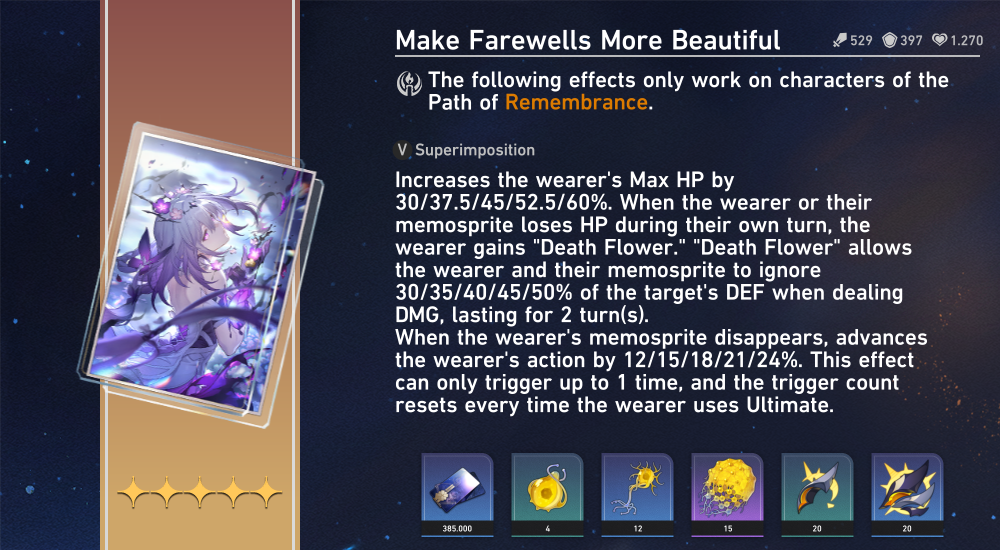 Make Farewells More Beautiful
529 397 1.270
The following effects only work on characters of the
Path of Remembrance.
V Superimposition
Increases the wearer's Max HP by
30/37.5/45/52.5/60%. When the wearer or their
memosprite loses HP during their own turn, the
wearer gains "Death Flower." "Death Flower" allows
the wearer and their memosprite to ignore
30/35/40/45/50% of the target's DEF when dealing
DMG, lasting for 2 turn(s).
When the wearer's memosprite disappears, advances
the wearer's action by 12/15/18/21/24%. This effect
can only trigger up to 1 time, and the trigger count
resets every time the wearer uses Ultimate.
385.000 4 12 15 20 20